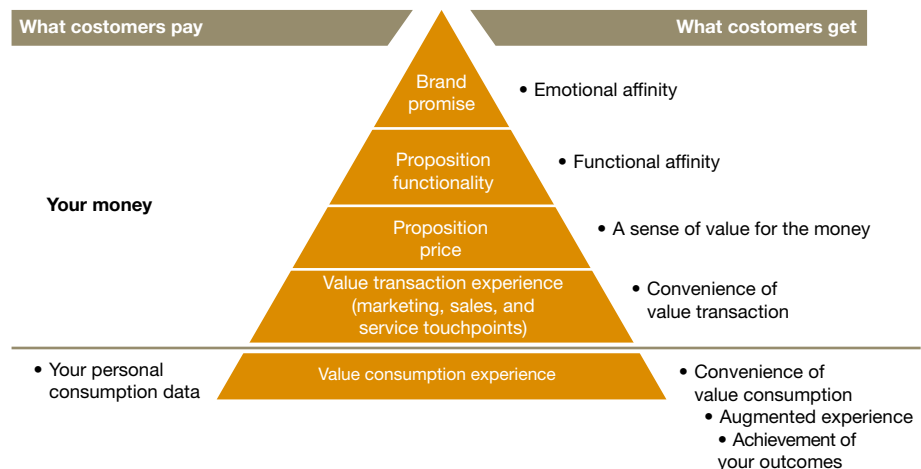 What customers pay
What customers get
Brand
promise
• Emotional affinity
Proposition
functionality
• Functional affinity
Your money
Proposition
price
• A sense of value for the money
Value transaction experience
(marketing, sales, and
service touchpoints)
• Convenience of
value transaction
• Your personal
consumption data
Value consumption experience
• Convenience of
value consumption
• Augmented experience
• Achievement of
your outcomes